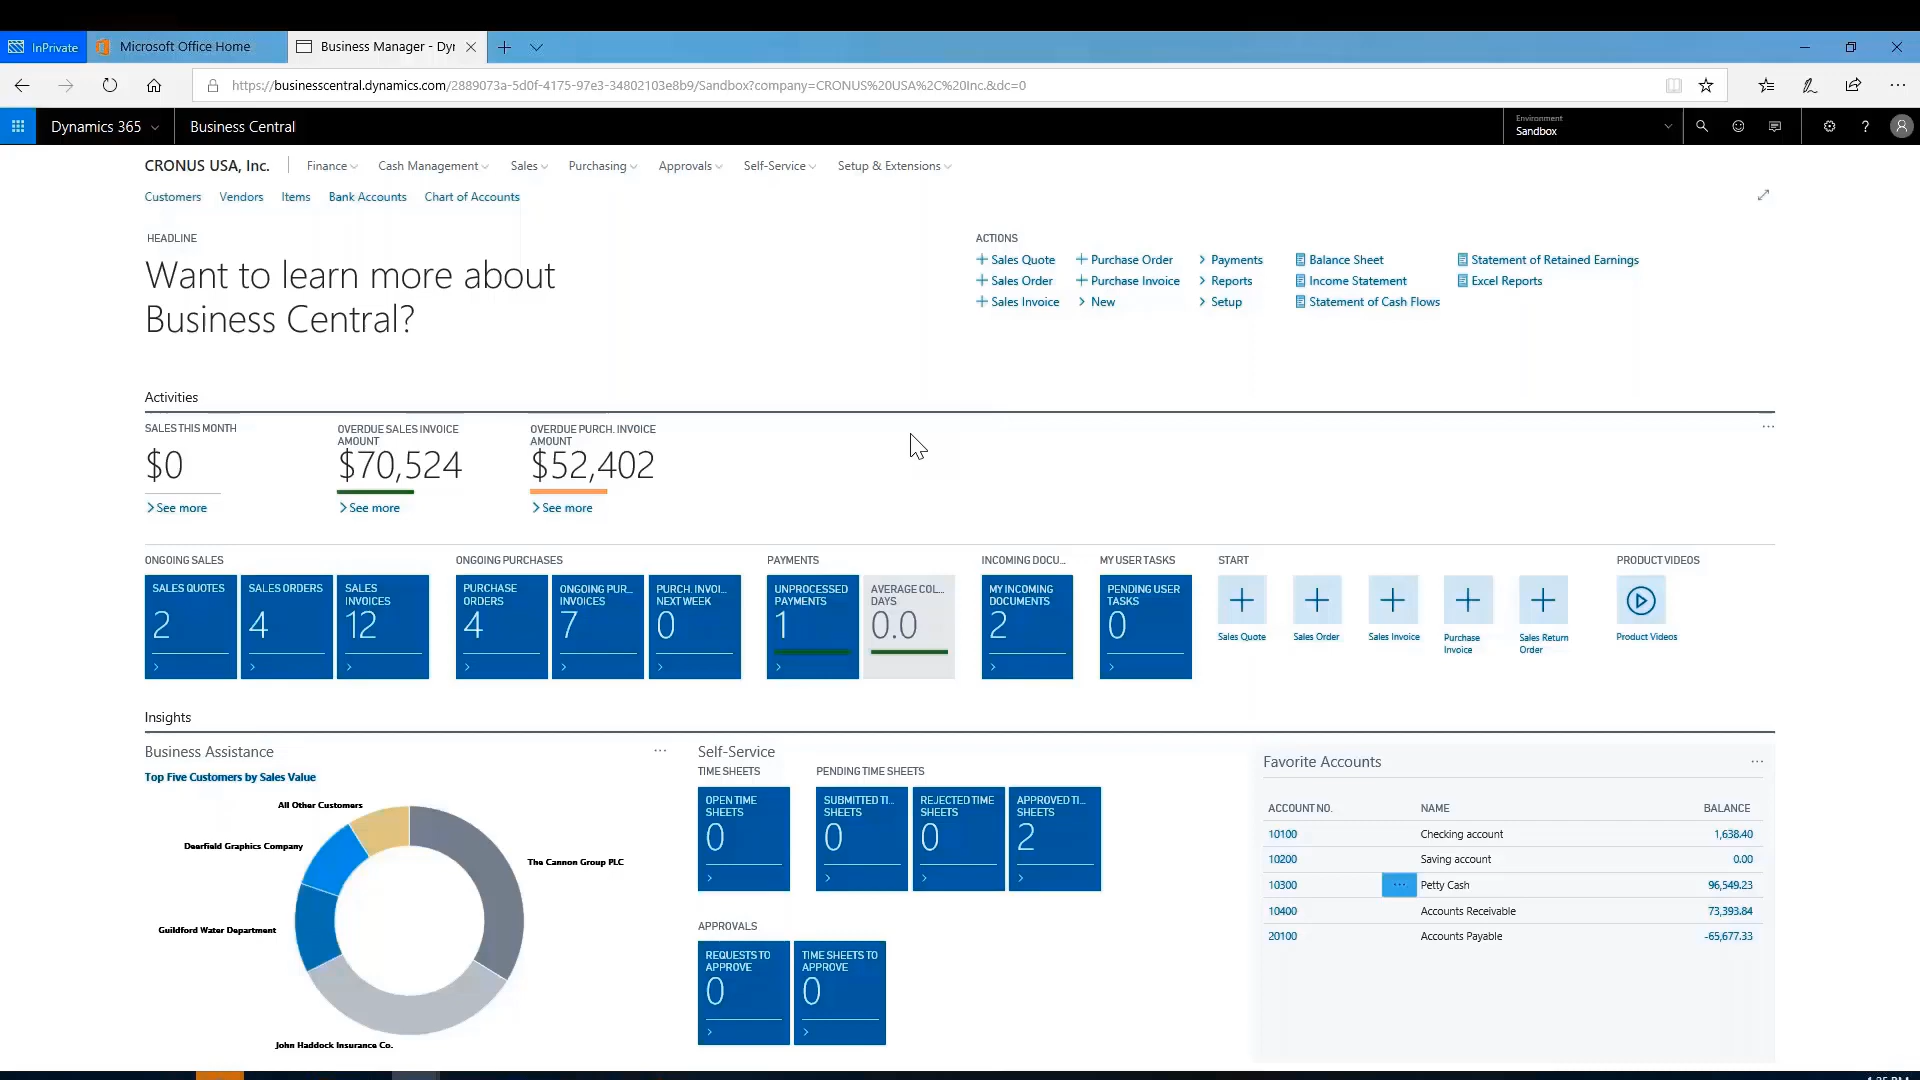 InPrivate
Microsoft Office Home
Business Manager - Dyr
https://businesscentral.dynamics.com/2889073a-5d0f-4175-97e3-34802103e8b9/Sandbox?company=CRONUS%20USA%2C%20Inc.&dc=0
Dynamics 365
Business Central
Environment
Sandbox
?
CRONUS USA, Inc.
Finance
Cash Management
Sales
Purchasing
Approvals
Self-Service
Setup & Extensions
Customers
Vendors
Items
Bank Accounts
Chart of Accounts
HEADLINE
Want to learn more about
Business Central?
ACTIONS
Sales Quote
Purchase Order
Payments
Balance Sheet
Statement of Retained Earnings
Sales Order
Purchase Invoice
Reports
Income Statement
Excel Reports
Sales Invoice
New
Setup
Statement of Cash Flows
Activities
SALES THIS MONTH
$0
See more
OVERDUE SALES INVOICE
AMOUNT
$70,524
See more
OVERDUE PURCH. INVOICE
AMOUNT
$52,402
See more
ONGOING SALES
SALES QUOTES
2
SALES ORDERS
4
SALES
INVOICES
12
ONGOING PURCHASES
PURCHASE
ORDERS
4
ONGOING PUR...
INVOICES
7
PURCH. INVOI...
NEXT WEEK
0
PAYMENTS
UNPROCESSED
PAYMENTS
1
AVERAGE COL...
DAYS
0.0
INCOMING DOCU...
MY INCOMING
DOCUMENTS
2
MY USER TASKS
PENDING USER
TASKS
0
START
Sales Quote
Sales Order
Sales Invoice
Purchase
Invoice
Sales Return
Order
PRODUCT VIDEOS
Product Videos
Insights
Business Assistance
Top Five Customers by Sales Value
All Other Customers
Deerfield Graphics Company
The Cannon Group PLC
Guildford Water Department
John Haddock Insurance Co.
Self-Service
TIME SHEETS
OPEN TIME
SHEETS
0
PENDING TIME SHEETS
SUBMITTED TI...
SHEETS
0
REJECTED TIME
SHEETS
0
APPROVED TI...
SHEETS
2
APPROVALS
REQUESTS TO
APPROVE
0
TIME SHEETS TO
APPROVE
0
Favorite Accounts
ACCOUNT NO. NAME BALANCE
10100 Checking account 1,638.40
10200 Saving account 0.00
10300 Petty Cash 96,549.23
10400 Accounts Receivable 73,393.84
20100 Accounts Payable -65,677.33